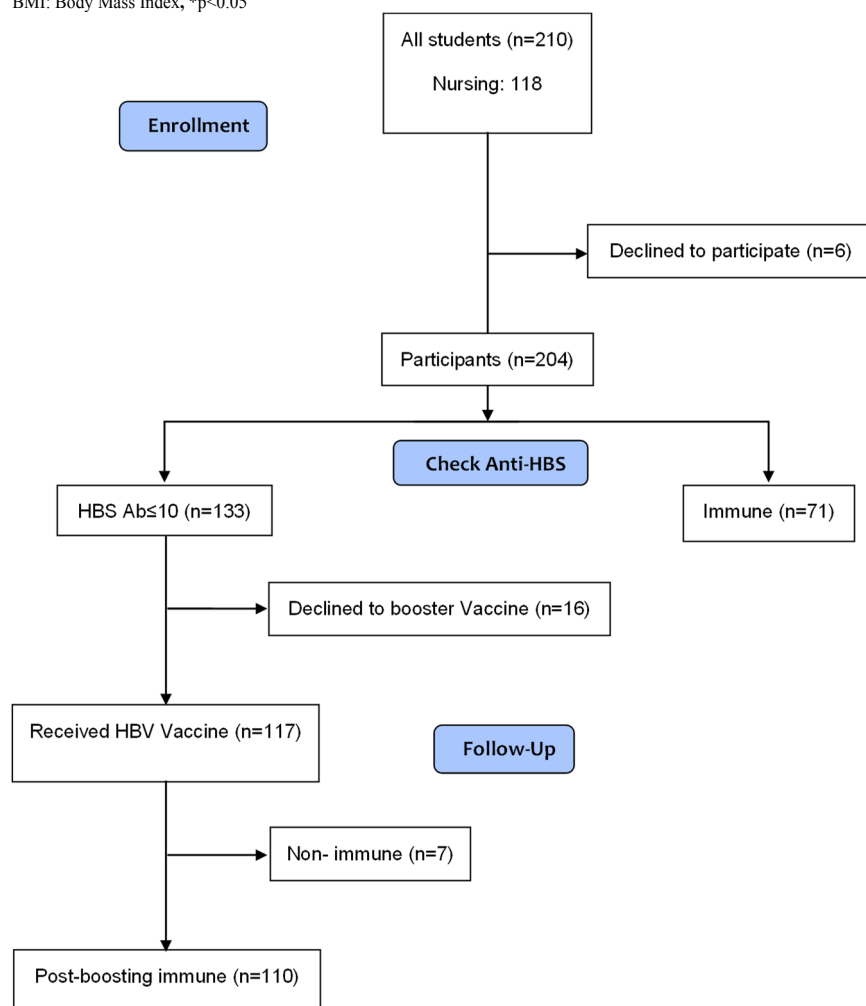 BMI: Body Mass Index, *p<0.05
All students (n=210)
Nursing: 118
Enrollment
Declined to participate (n=6)
Participants (n=204)
Check Anti-HBS
HBS Ab≤10 (n=133)
Immune (n=71)
Declined to booster Vaccine (n=16)
Received HBV Vaccine (n=117)
Follow-Up
Non- immune (n=7)
Post-boosting immune (n=110)